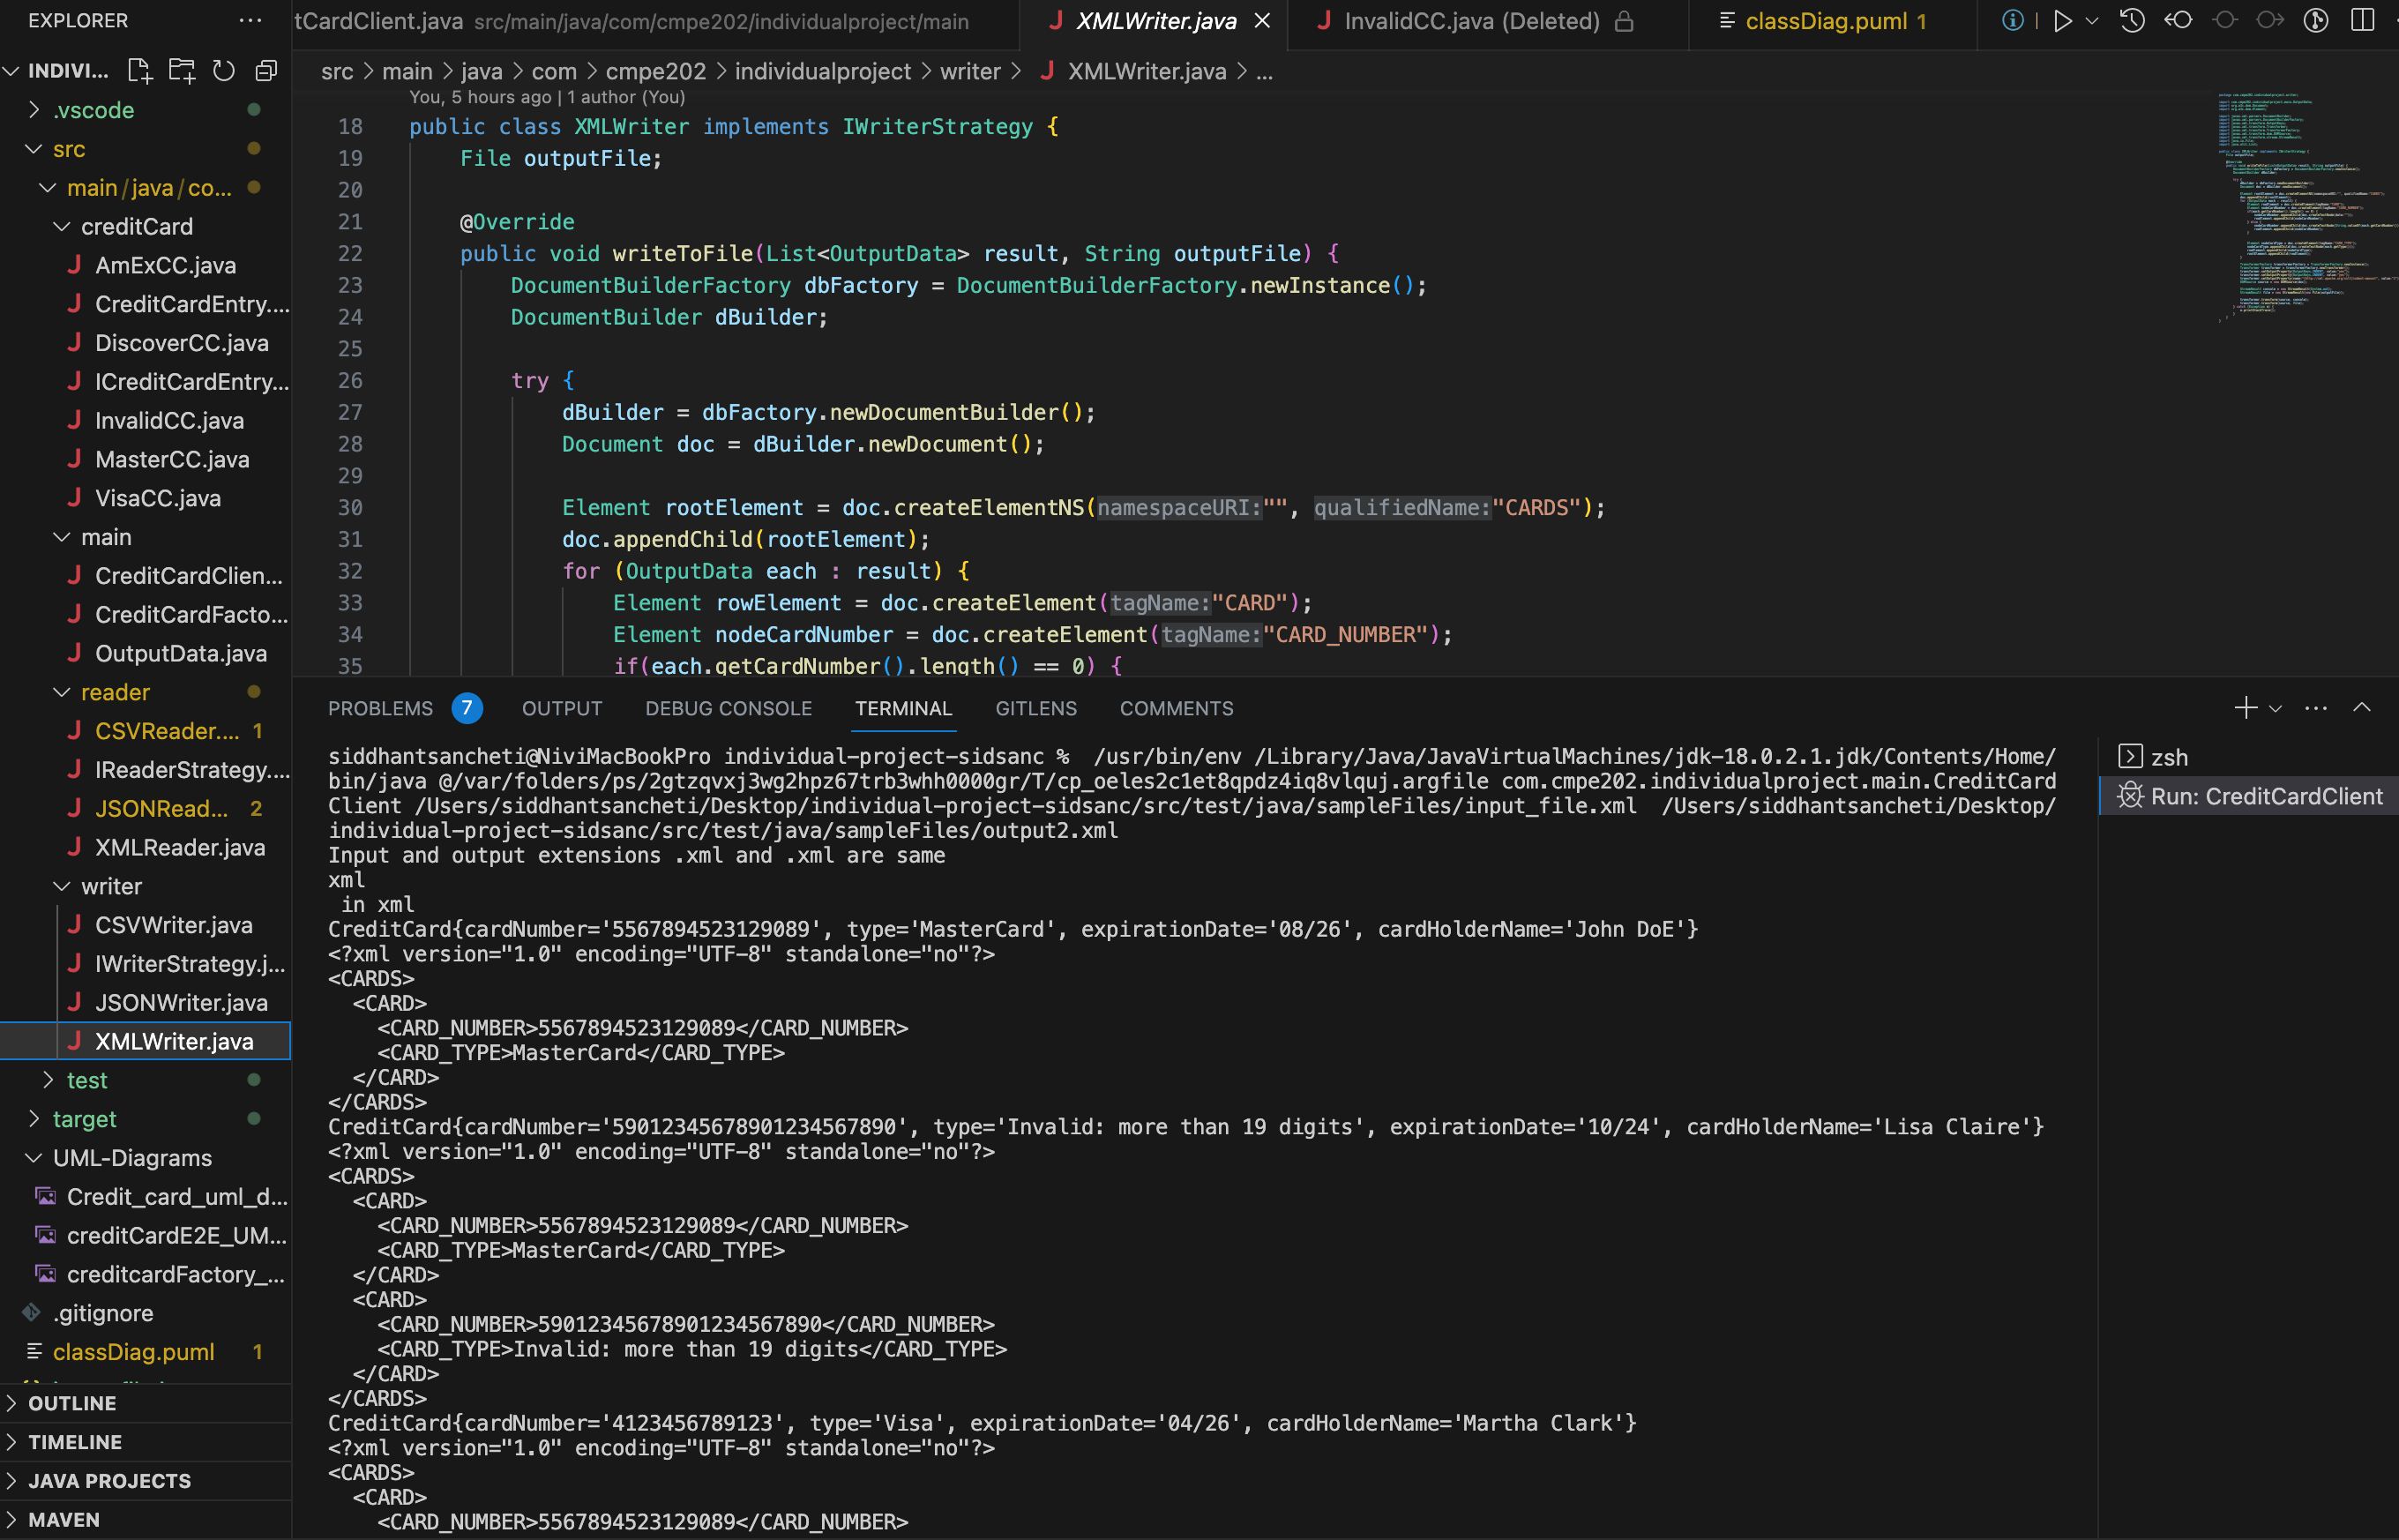 EXPLORER
INDIVI...
.vscode
src
main/java/co...
creditCard
AmExCC.java
CreditCardEntry....
DiscoverCC.java
ICreditCardEntry...
InvalidCC.java
MasterCC.java
VisaCC.java
main
CreditCardClien...
CreditCardFacto...
OutputData.java
reader
CSVReader.... 1
IReaderStrategy....
JSONRead... 2
XMLReader.java
writer
CSVWriter.java
IWriterStrategy.j...
JSONWriter.java
XMLWriter.java
test
target
UML-Diagrams
Credit_card_uml_d...
creditCardE2E_UM...
creditcardFactory_...
.gitignore
classDiag.puml 1
OUTLINE
TIMELINE
JAVA PROJECTS
MAVEN
tCardClient.java src/main/java/com/cmpe202/individualproject/main
XMLWriter.java
InvalidCC.java (Deleted)
classDiag.puml 1
src > main > java > com > cmpe202 > individualproject > writer > XMLWriter.java > ...
You, 5 hours ago | 1 author (You)
18 public class XMLWriter implements IWriterStrategy {
19 File outputFile;
20
21 @Override
22 public void writeToFile(List<OutputData> result, String outputFile) {
23 DocumentBuilderFactory dbFactory = DocumentBuilderFactory.newInstance();
24 DocumentBuilder dBuilder;
25
26 try {
27 dBuilder = dbFactory.newDocumentBuilder();
28 Document doc = dBuilder.newDocument();
29
30 Element rootElement = doc.createElementNS(namespaceURI:"", qualifiedName:"CARDS");
31 doc.appendChild(rootElement);
32 for (OutputData each : result) {
33 Element rowElement = doc.createElement(tagName:"CARD");
34 Element nodeCardNumber = doc.createElement(tagName:"CARD_NUMBER");
35 if(each.getCardNumber().length() == 0) {
PROBLEMS 7 OUTPUT DEBUG CONSOLE TERMINAL GITLENS COMMENTS
siddhantsancheti@NiviMacBookPro individual-project-sidsanc % /usr/bin/env /Library/Java/JavaVirtualMachines/jdk-18.0.2.1.jdk/Contents/Home/
bin/java @/var/folders/ps/2gtzqvxj3wg2hpz67trb3whh0000gr/T/cp_oeles2c1et8qpdz4iq8vlquj.argfile com.cmpe202.individualproject.main.CreditCard
Client /Users/siddhantsancheti/Desktop/individual-project-sidsanc/src/test/java/sampleFiles/input_file.xml /Users/siddhantsancheti/Desktop/
individual-project-sidsanc/src/test/java/sampleFiles/output2.xml
Input and output extensions .xml and .xml are same
xml
in xml
CreditCard{cardNumber='5567894523129089', type='MasterCard', expirationDate='08/26', cardHolderName='John DoE'}
<?xml version="1.0" encoding="UTF-8" standalone="no"?>
<CARDS>
<CARD>
<CARD_NUMBER>5567894523129089</CARD_NUMBER>
<CARD_TYPE>MasterCard</CARD_TYPE>
</CARD>
</CARDS>
CreditCard{cardNumber='59012345678901234567890', type='Invalid: more than 19 digits', expirationDate='10/24', cardHolderName='Lisa Claire'}
<?xml version="1.0" encoding="UTF-8" standalone="no"?>
<CARDS>
<CARD>
<CARD_NUMBER>5567894523129089</CARD_NUMBER>
<CARD_TYPE>MasterCard</CARD_TYPE>
</CARD>
<CARD>
<CARD_NUMBER>59012345678901234567890</CARD_NUMBER>
<CARD_TYPE>Invalid: more than 19 digits</CARD_TYPE>
</CARD>
</CARDS>
CreditCard{cardNumber='4123456789123', type='Visa', expirationDate='04/26', cardHolderName='Martha Clark'}
<?xml version="1.0" encoding="UTF-8" standalone="no"?>
<CARDS>
<CARD>
<CARD_NUMBER>5567894523129089</CARD_NUMBER>
zsh
Run: CreditCardClient